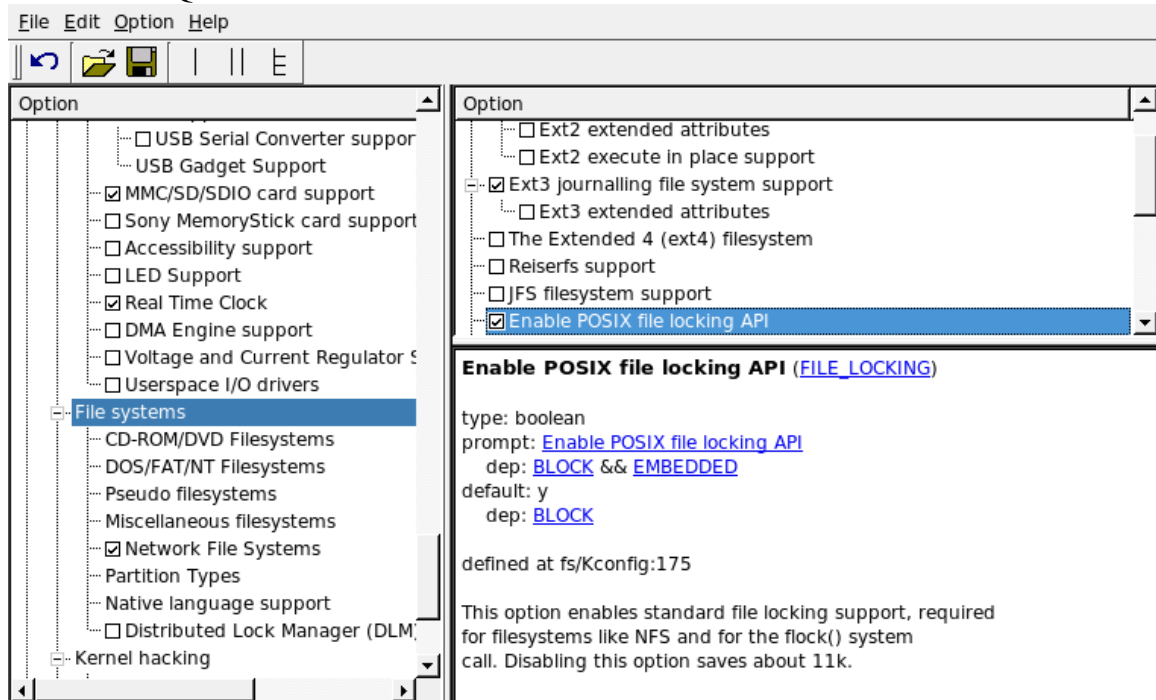 File Edit Option Help
Option
USB Serial Converter suppor
USB Gadget Support
MMC/SD/SDIO card support
Sony MemoryStick card support
Accessibility support
LED Support
Real Time Clock
DMA Engine support
Voltage and Current Regulator S
Userspace I/O drivers
File systems
CD-ROM/DVD Filesystems
DOS/FAT/NT Filesystems
Pseudo filesystems
Miscellaneous filesystems
Network File Systems
Partition Types
Native language support
Distributed Lock Manager (DLM)
Kernel hacking
Option
Ext2 extended attributes
Ext2 execute in place support
Ext3 journalling file system support
Ext3 extended attributes
The Extended 4 (ext4) filesystem
Reiserfs support
JFS filesystem support
Enable POSIX file locking API
Enable POSIX file locking API (FILE_LOCKING)
type: boolean
prompt: Enable POSIX file locking API
dep: BLOCK && EMBEDDED
default: y
dep: BLOCK
defined at fs/Kconfig:175
This option enables standard file locking support, required
for filesystems like NFS and for the flock() system
call. Disabling this option saves about 11k.